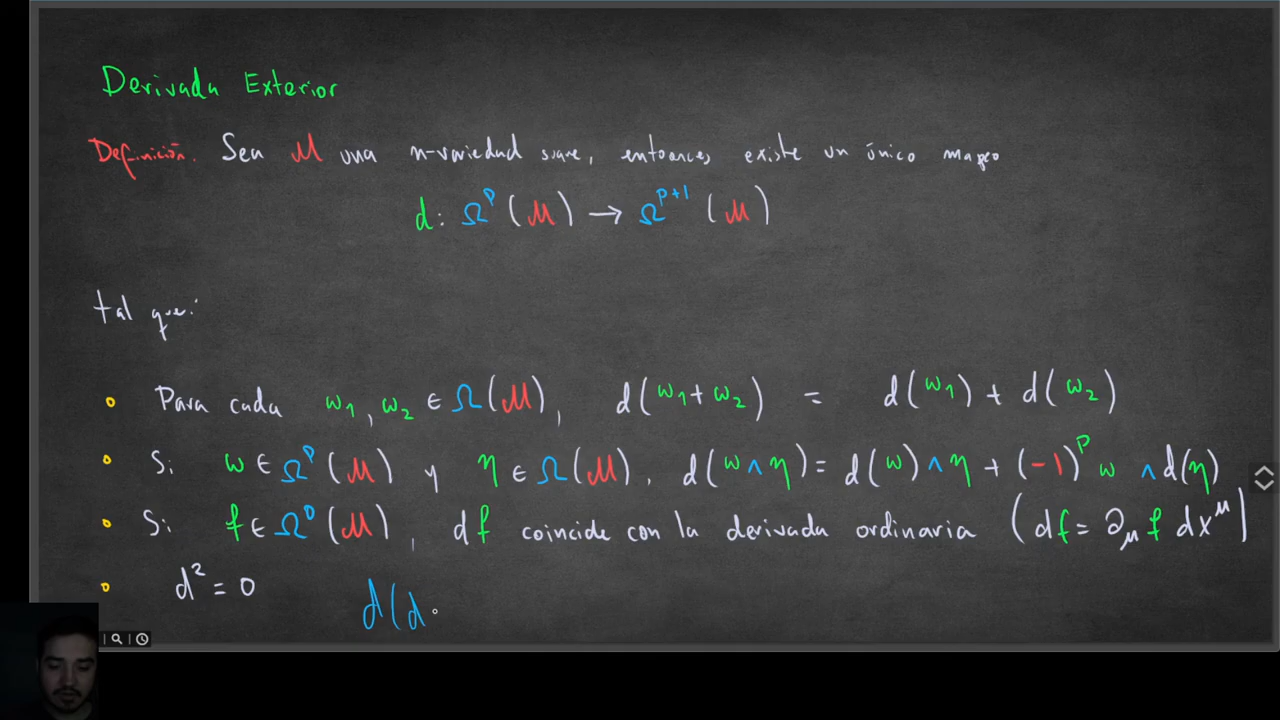 Derivada Exterior
Definición. Sea M una n-variedad suave, entonces existe un único mapeo
d: Ω^p (M) → Ω^{p+1} (M)
tal que:
• Para cada ω₁, ω₂ ∈ Ω(M), d(ω₁+ω₂) = d(ω₁) + d(ω₂)
• Si ω ∈ Ω^p (M) y η ∈ Ω(M), d(ω∧η) = d(ω)∧η + (-1)^p ω ∧d(η)
• Si f ∈ Ω^0 (M), df coincide con la derivada ordinaria (df = ∂_μ f dx^μ)
• d² = 0 d(d